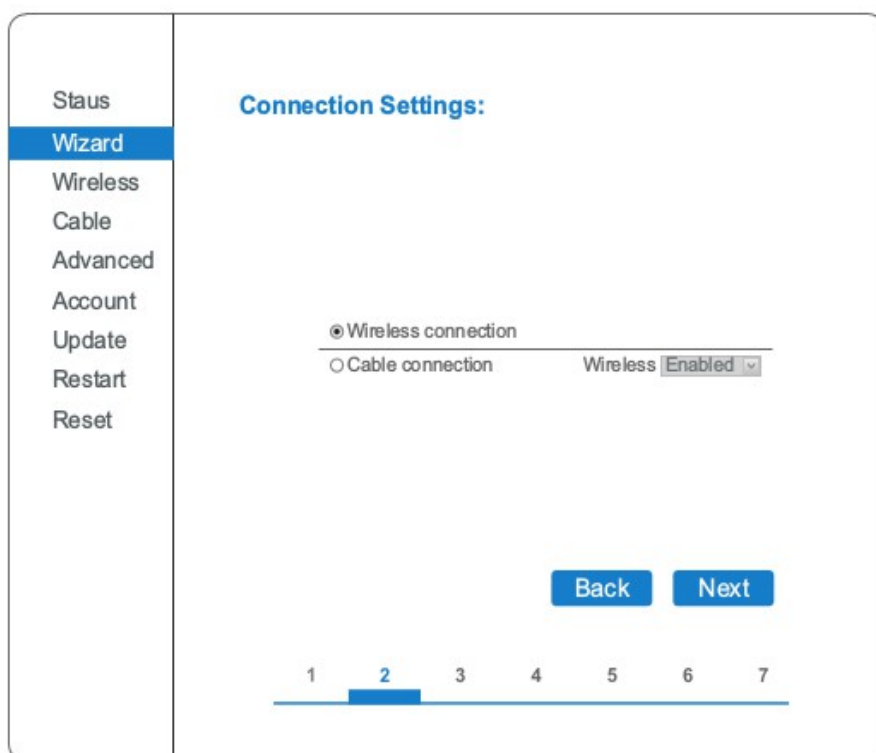 Staus
Wizard
Wireless
Cable
Advanced
Account
Update
Restart
Reset
Connection Settings:
Wireless connection
Cable connection Wireless Enabled
Back Next
1 2 3 4 5 6 7